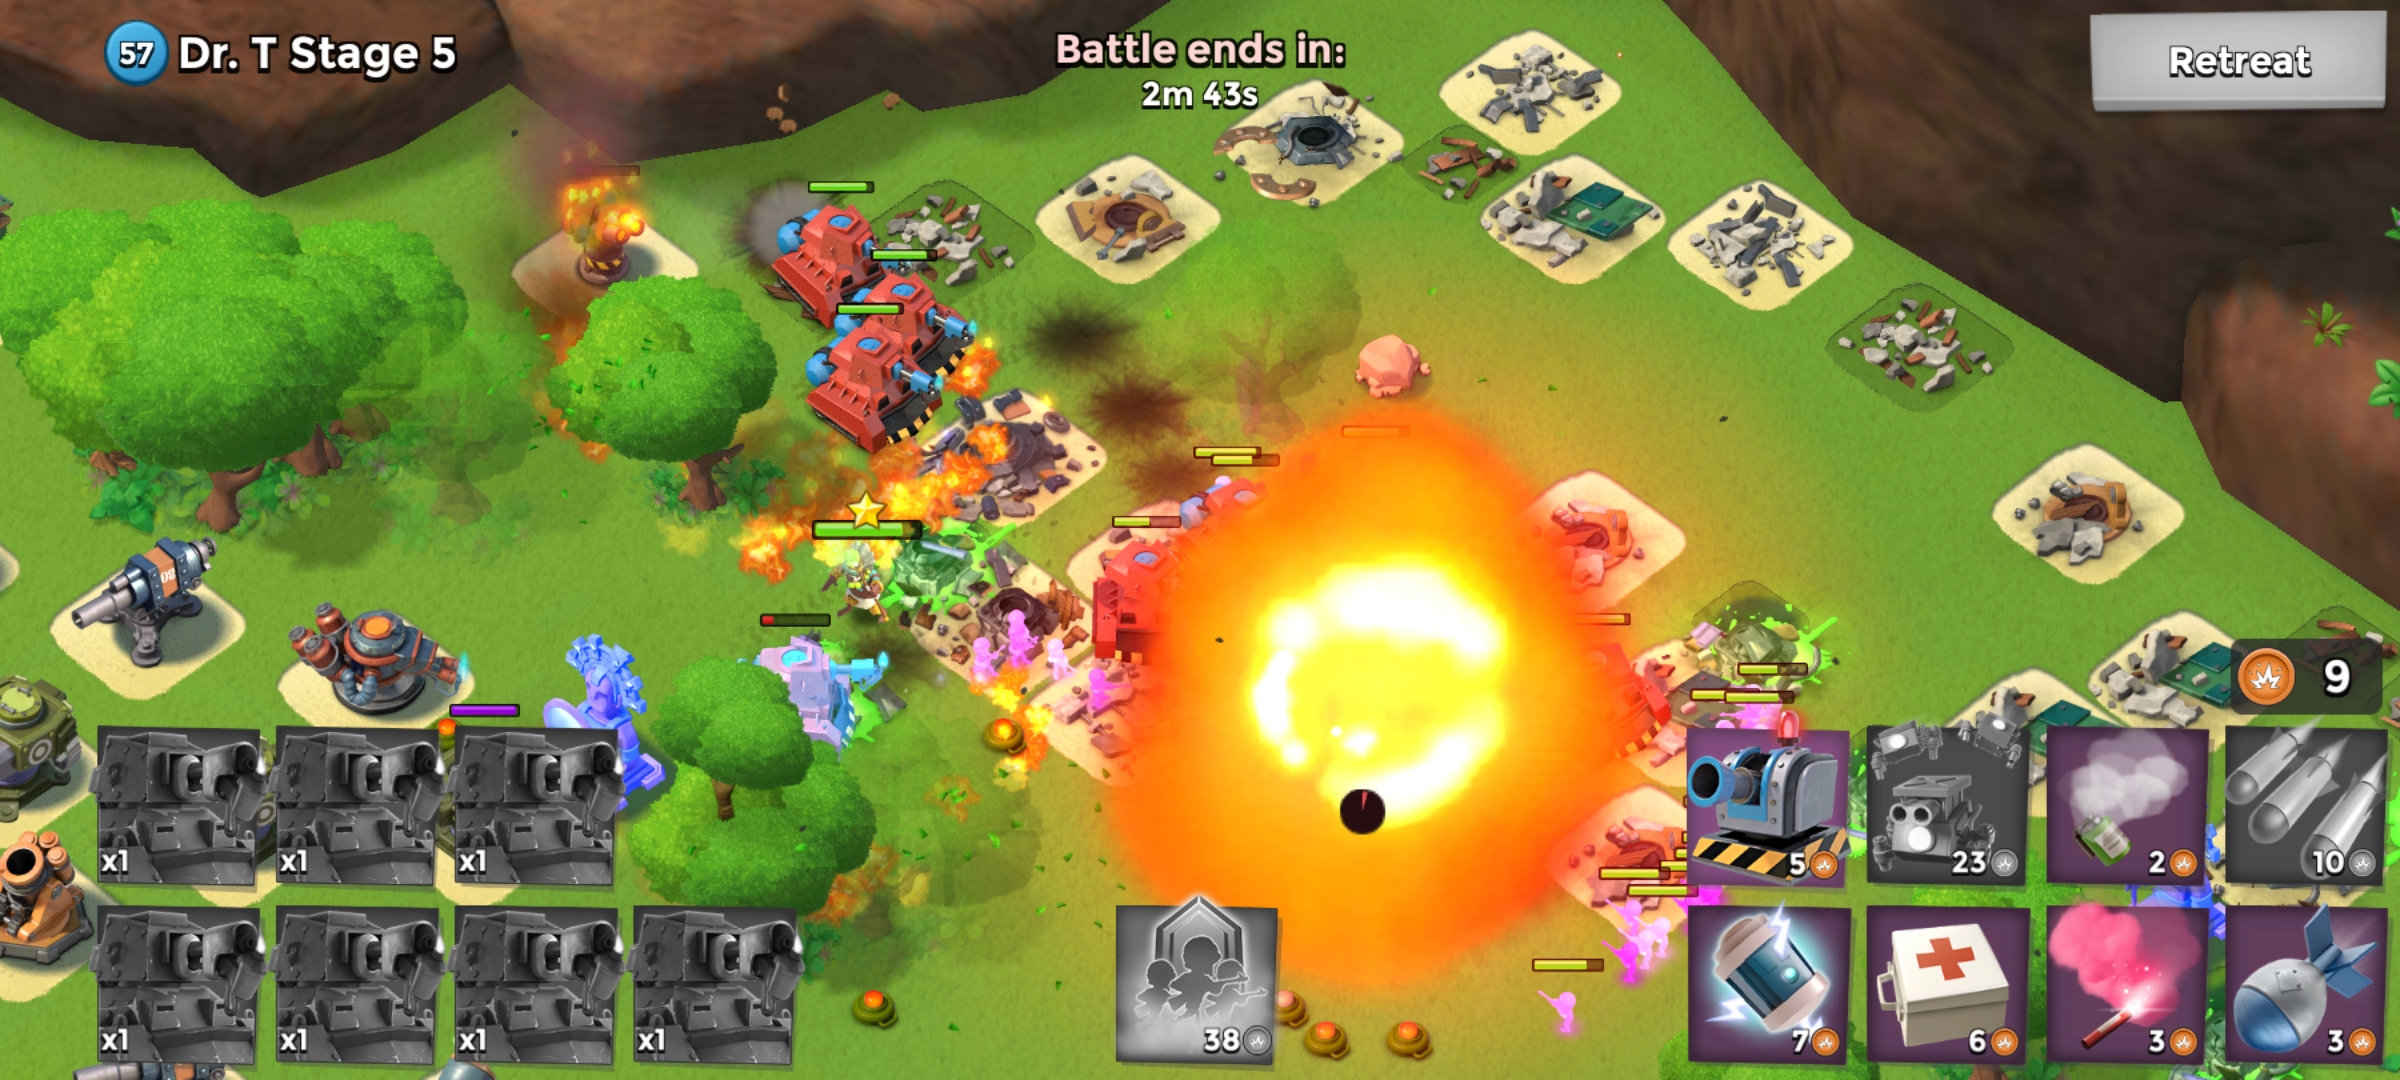 57 Dr. T Stage 5
Battle ends in:
2m 43s
Retreat
9
x1 x1 x1
5 23 2 10
x1 x1 x1 x1
38
7 6 3 3